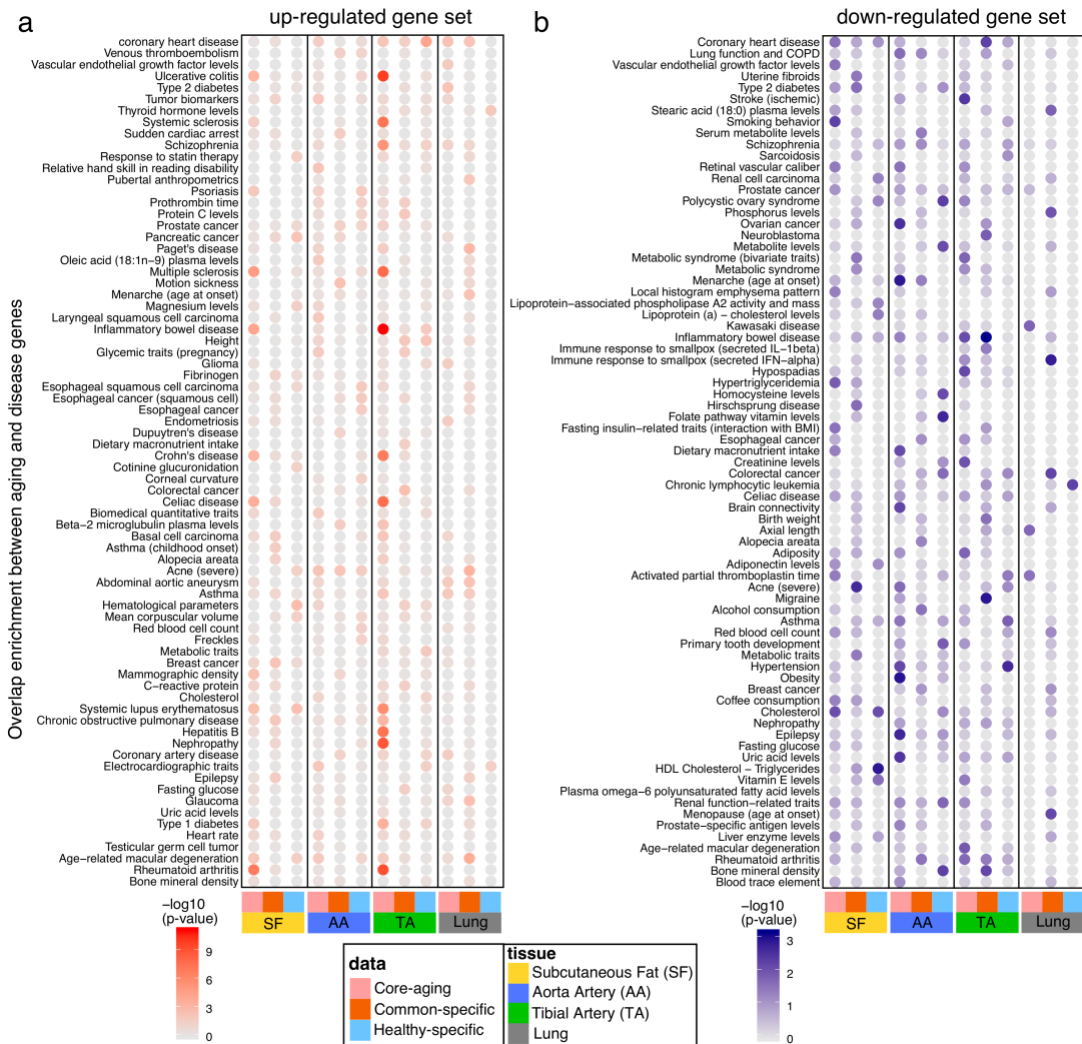 a
up-regulated gene set
Overlap enrichment between aging and disease genes
coronary heart disease
Venous thromboembolism
Vascular endothelial growth factor levels
Ulcerative colitis
Type 2 diabetes
Tumor biomarkers
Thyroid hormone levels
Systemic sclerosis
Sudden cardiac arrest
Schizophrenia
Response to statin therapy
Relative hand skill in reading disability
Pubertal anthropometrics
Psoriasis
Prothrombin time
Protein C levels
Prostate cancer
Pancreatic cancer
Paget's disease
Oleic acid (18:1n−9) plasma levels
Multiple sclerosis
Motion sickness
Menarche (age at onset)
Magnesium levels
Laryngeal squamous cell carcinoma
Inflammatory bowel disease
Height
Glycemic traits (pregnancy)
Glioma
Fibrinogen
Esophageal squamous cell carcinoma
Esophageal cancer (squamous cell)
Esophageal cancer
Endometriosis
Dupuytren's disease
Dietary macronutrient intake
Crohn's disease
Cotinine glucuronidation
Corneal curvature
Colorectal cancer
Celiac disease
Biomedical quantitative traits
Beta−2 microglubulin plasma levels
Basal cell carcinoma
Asthma (childhood onset)
Alopecia areata
Acne (severe)
Abdominal aortic aneurysm
Asthma
Hematological parameters
Mean corpuscular volume
Red blood cell count
Freckles
Metabolic traits
Breast cancer
Mammographic density
C−reactive protein
Cholesterol
Systemic lupus erythematosus
Chronic obstructive pulmonary disease
Hepatitis B
Nephropathy
Coronary artery disease
Electrocardiographic traits
Epilepsy
Fasting glucose
Glaucoma
Uric acid levels
Type 1 diabetes
Heart rate
Testicular germ cell tumor
Age−related macular degeneration
Rheumatoid arthritis
Bone mineral density
SF
AA
TA
Lung
−log10
(p-value)
9
6
3
0
b
down-regulated gene set
Coronary heart disease
Lung function and COPD
Vascular endothelial growth factor levels
Uterine fibroids
Type 2 diabetes
Stroke (ischemic)
Stearic acid (18:0) plasma levels
Smoking behavior
Serum metabolite levels
Schizophrenia
Sarcoidosis
Retinal vascular caliber
Renal cell carcinoma
Prostate cancer
Polycystic ovary syndrome
Phosphorus levels
Ovarian cancer
Neuroblastoma
Metabolite levels
Metabolic syndrome (bivariate traits)
Metabolic syndrome
Menarche (age at onset)
Local histogram emphysema pattern
Lipoprotein−associated phospholipase A2 activity and mass
Lipoprotein (a) − cholesterol levels
Kawasaki disease
Inflammatory bowel disease
Immune response to smallpox (secreted IL−1beta)
Immune response to smallpox (secreted IFN−alpha)
Hypospadias
Hypertriglyceridemia
Homocysteine levels
Hirschsprung disease
Folate pathway vitamin levels
Fasting insulin−related traits (interaction with BMI)
Esophageal cancer
Dietary macronutrient intake
Creatinine levels
Colorectal cancer
Chronic lymphocytic leukemia
Celiac disease
Brain connectivity
Birth weight
Axial length
Alopecia areata
Adiposity
Adiponectin levels
Activated partial thromboplastin time
Acne (severe)
Migraine
Alcohol consumption
Asthma
Red blood cell count
Primary tooth development
Metabolic traits
Hypertension
Obesity
Breast cancer
Coffee consumption
Cholesterol
Nephropathy
Epilepsy
Fasting glucose
Uric acid levels
HDL Cholesterol − Triglycerides
Vitamin E levels
Plasma omega−6 polyunsaturated fatty acid levels
Renal function−related traits
Menopause (age at onset)
Prostate−specific antigen levels
Liver enzyme levels
Age−related macular degeneration
Rheumatoid arthritis
Bone mineral density
Blood trace element
SF
AA
TA
Lung
−log10
(p-value)
3
2
1
0
data
Core-aging
Common-specific
Healthy-specific
tissue
Subcutaneous Fat (SF)
Aorta Artery (AA)
Tibial Artery (TA)
Lung